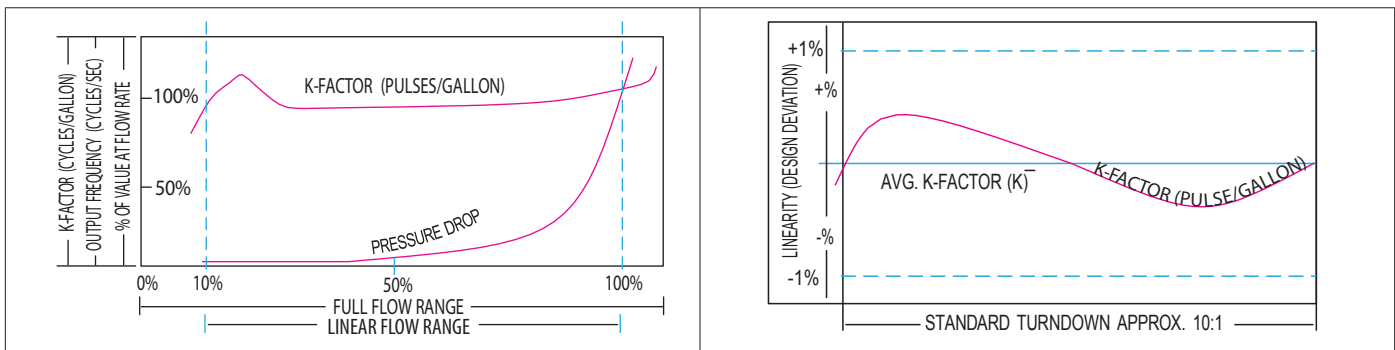 K-FACTOR (CYCLES/GALLON)
OUTPUT FREQUENCY (CYCLES/SEC)
% OF VALUE AT FLOW RATE
100%
50%
K-FACTOR (PULSES/GALLON)
PRESSURE DROP
0%
10%
50%
100%
FULL FLOW RANGE
LINEAR FLOW RANGE
LINEARITY (DESIGN DEVIATION)
+1%
+%
-%
-1%
AVG. K-FACTOR (K)¯
K-FACTOR (PULSE/GALLON)
STANDARD TURNDOWN APPROX. 10:1